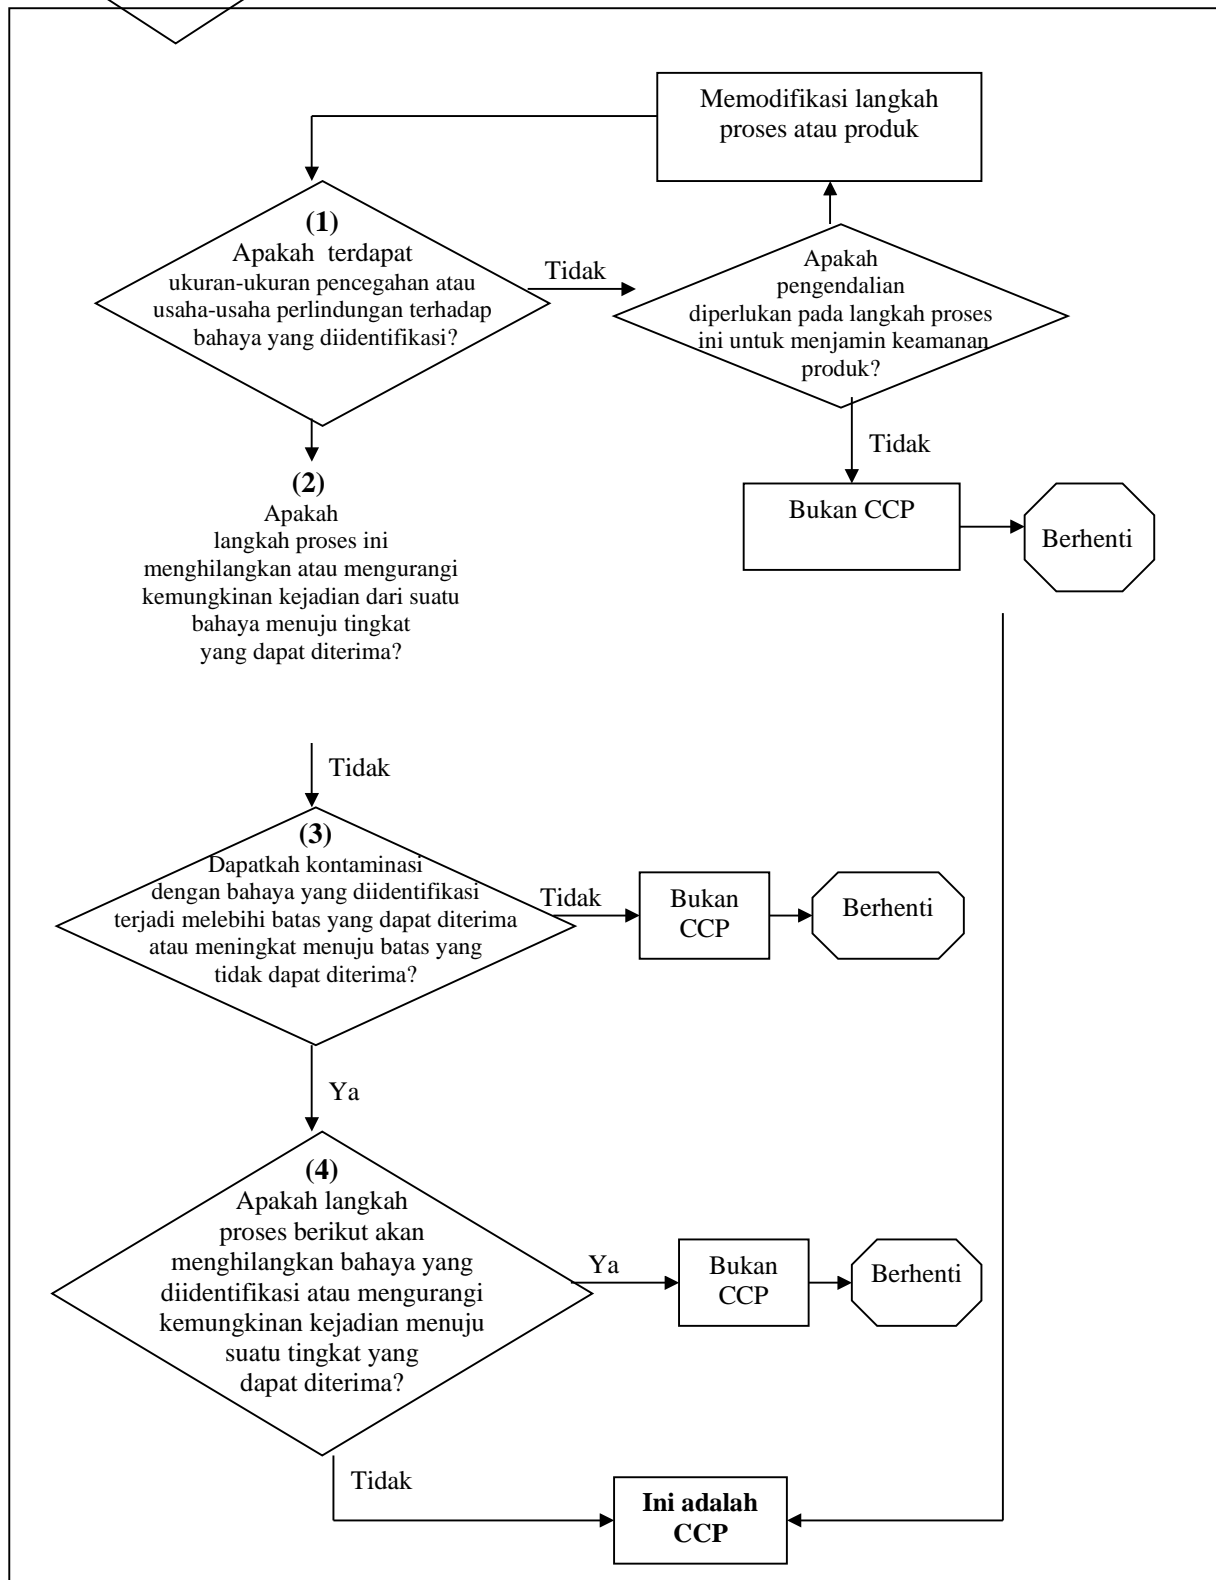 Memodifikasi langkah
proses atau produk
(1)
Apakah terdapat
ukuran-ukuran pencegahan atau
usaha-usaha perlindungan terhadap
bahaya yang diidentifikasi?
Tidak
Apakah
pengendalian
diperlukan pada langkah proses
ini untuk menjamin keamanan
produk?
Tidak
(2)
Apakah
langkah proses ini
menghilangkan atau mengurangi
kemungkinan kejadian dari suatu
bahaya menuju tingkat
yang dapat diterima?
Bukan CCP
Berhenti
Tidak
(3)
Dapatkah kontaminasi
dengan bahaya yang diidentifikasi
terjadi melebihi batas yang dapat diterima
atau meningkat menuju batas yang
tidak dapat diterima?
Tidak
Bukan
CCP
Berhenti
Ya
(4)
Apakah langkah
proses berikut akan
menghilangkan bahaya yang
diidentifikasi atau mengurangi
kemungkinan kejadian menuju
suatu tingkat yang
dapat diterima?
Ya
Bukan
CCP
Berhenti
Tidak
Ini adalah
CCP